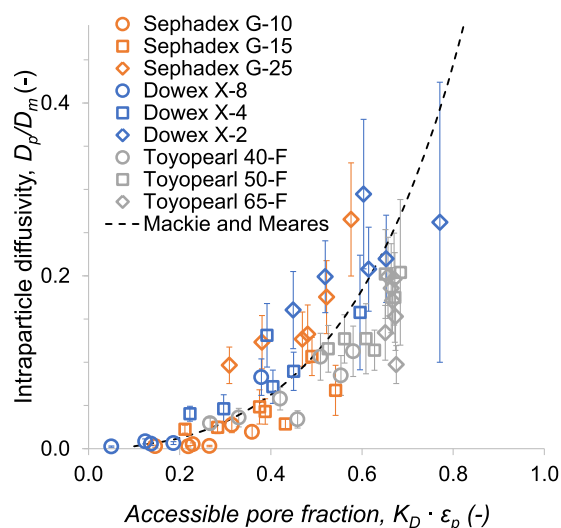 Sephadex G-10
Sephadex G-15
Sephadex G-25
Dowex X-8
Dowex X-4
Dowex X-2
Toyopearl 40-F
Toyopearl 50-F
Toyopearl 65-F
Mackie and Meares
Intraparticle diffusivity, Dₚ/Dₘ (-)
0.4
0.2
0.0
0.0 0.2 0.4 0.6 0.8 1.0
Accessible pore fraction, K_D · εₚ (-)